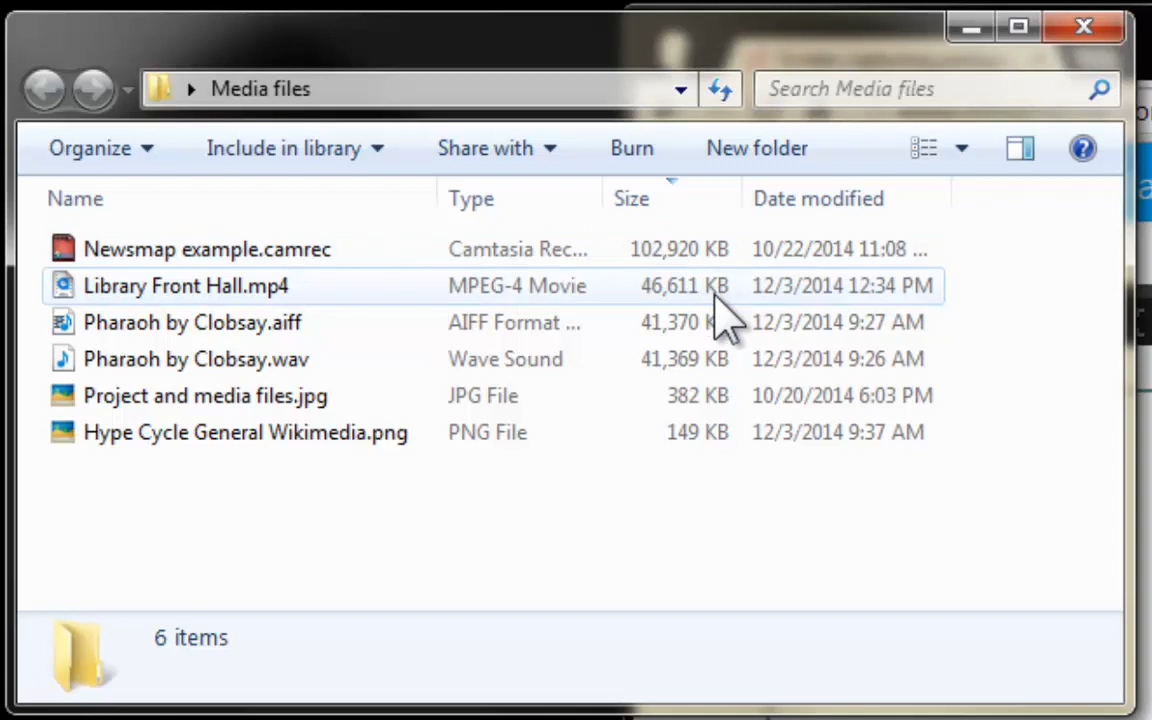 Media files
Search Media files
Organize Include in library Share with Burn New folder
Name Type Size Date modified
Newsmap example.camrec Camtasia Rec... 102,920 KB 10/22/2014 11:08 ...
Library Front Hall.mp4 MPEG-4 Movie 46,611 KB 12/3/2014 12:34 PM
Pharaoh by Clobsay.aiff AIFF Format ... 41,370 KB 12/3/2014 9:27 AM
Pharaoh by Clobsay.wav Wave Sound 41,369 KB 12/3/2014 9:26 AM
Project and media files.jpg JPG File 382 KB 10/20/2014 6:03 PM
Hype Cycle General Wikimedia.png PNG File 149 KB 12/3/2014 9:37 AM
6 items